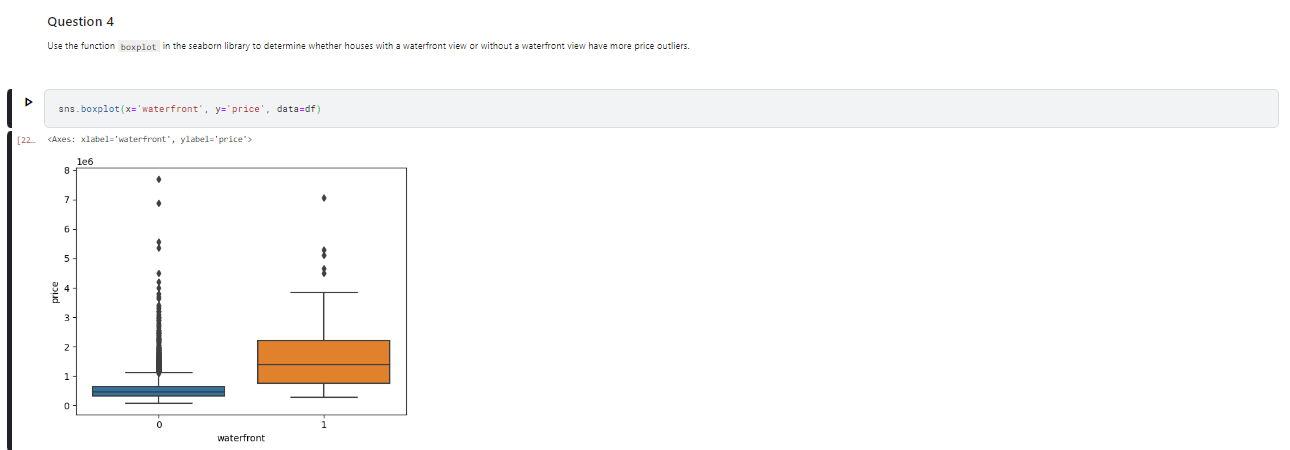 Question 4
Use the function boxplot in the seaborn library to determine whether houses with a waterfront view or without a waterfront view have more price outliers.
sns.boxplot(x='waterfront', y='price', data=df)
[22…
<Axes: xlabel='waterfront', ylabel='price'>
1e6
8
7
6
5
4
3
2
1
0
price
0 1
waterfront